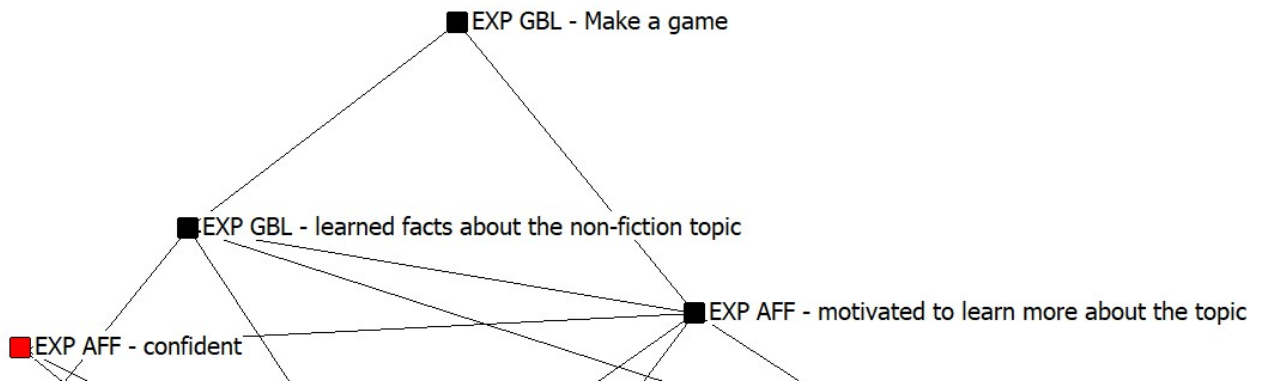 EXP GBL - Make a game
EXP GBL - learned facts about the non-fiction topic
EXP AFF - motivated to learn more about the topic
EXP AFF - confident